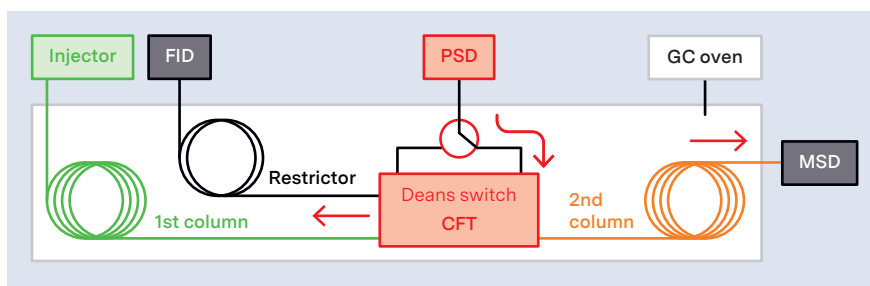 Injector
FID
PSD
GC oven
MSD
Restrictor
Deans switch
CFT
1st column
2nd
column